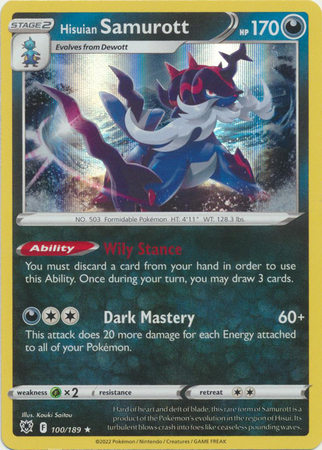 STAGE 2 Hisuian Samurott HP 170
Evolves from Dewott
NO. 503 Formidable Pokémon HT: 4'11" WT: 128.3 lbs.
Ability Wily Stance
You must discard a card from your hand in order to use
this Ability. Once during your turn, you may draw 3 cards.
Dark Mastery 60+
This attack does 20 more damage for each Energy attached
to all of your Pokémon.
weakness ×2 resistance retreat
Illus. Kouki Saitou
F 100/189 ★
Hard of heart and deft of blade, this rare form of Samurott is a
product of the Pokémon's evolution in the region of Hisui. Its
turbulent blows crash into foes like ceaseless pounding waves.
©2022 Pokémon / Nintendo / Creatures / GAME FREAK